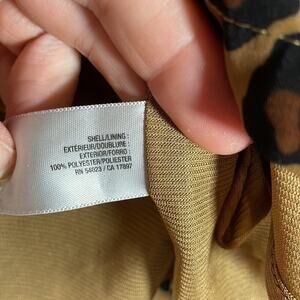 SHELL/LINING :
EXTÉRIEUR/DOUBLURE :
EXTERIOR/FORRO :
100% POLYESTER/POLIESTER
RN 54023 / CA 17897